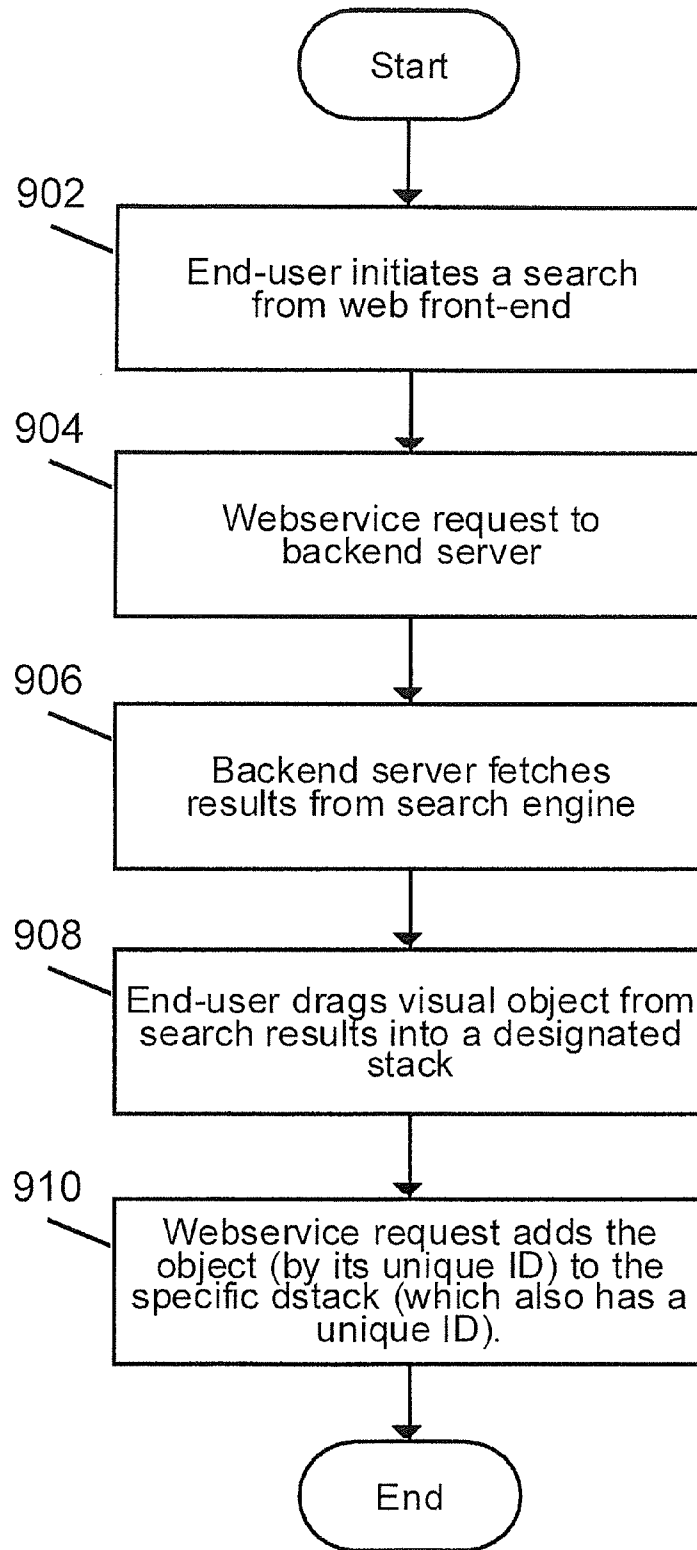 Start
902
End-user initiates a search
from web front-end
904
Webservice request to
backend server
906
Backend server fetches
results from search engine
908
End-user drags visual object from
search results into a designated
stack
910
Webservice request adds the
object (by its unique ID) to the
specific dstack (which also has a
unique ID).
End